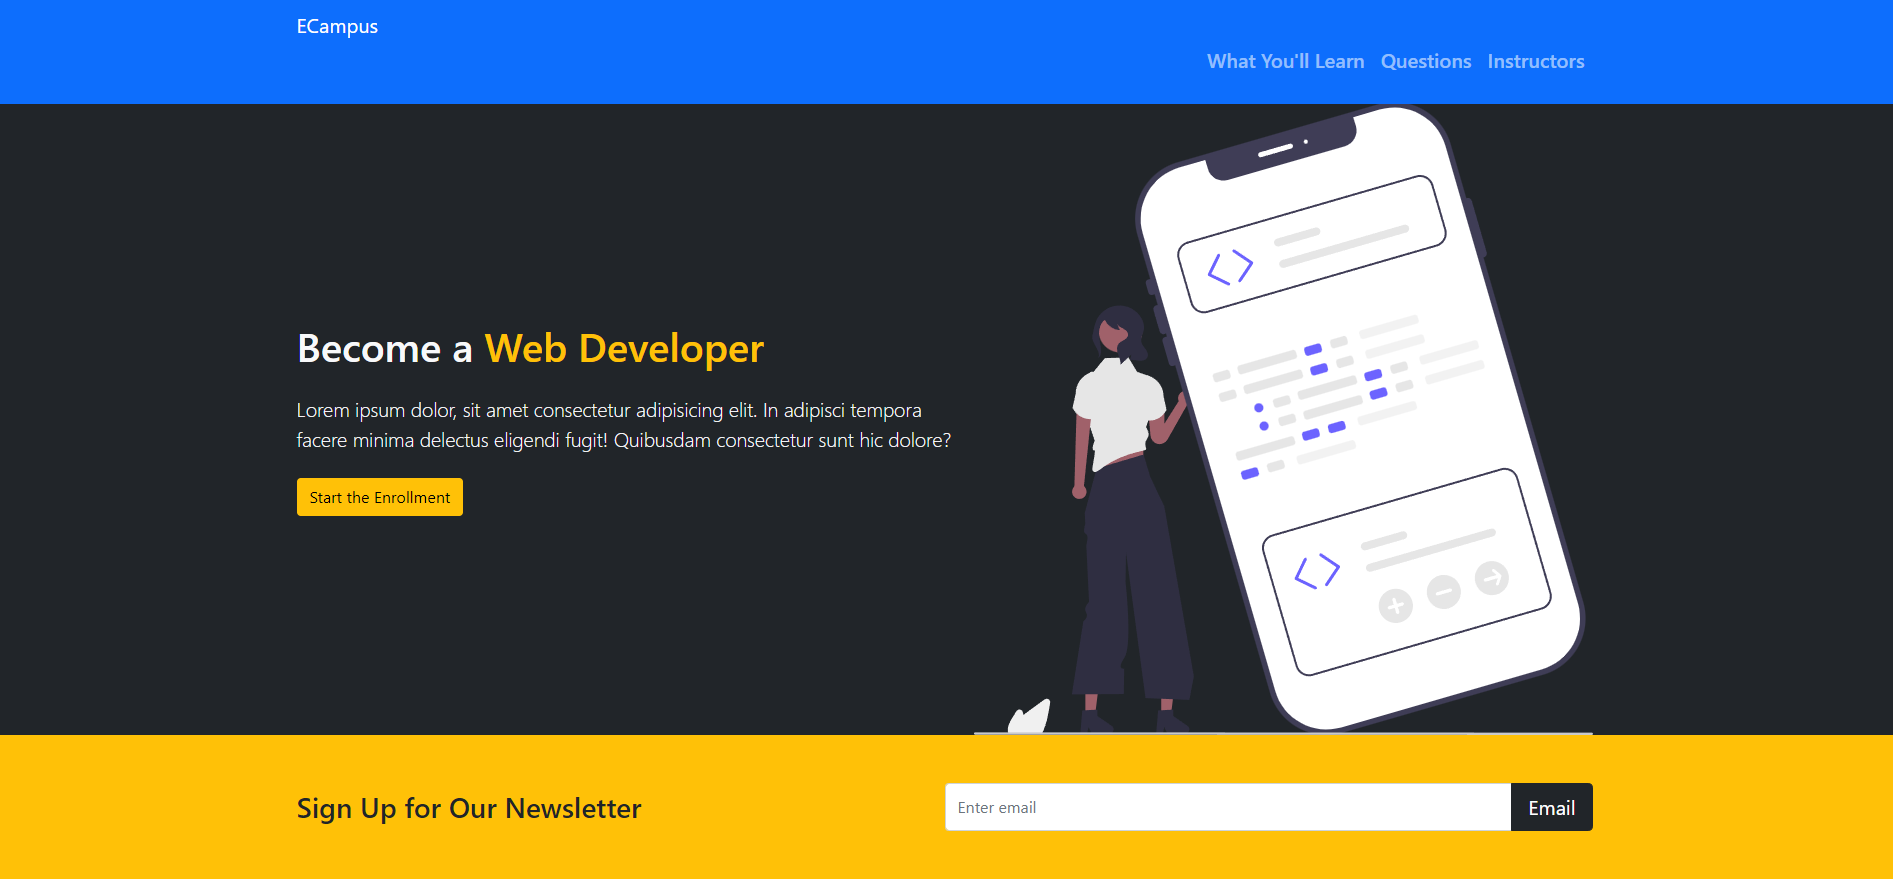 ECampus
What You'll Learn Questions Instructors
Become a Web Developer
Lorem ipsum dolor, sit amet consectetur adipisicing elit. In adipisci tempora
facere minima delectus eligendi fugit! Quibusdam consectetur sunt hic dolore?
Start the Enrollment
Sign Up for Our Newsletter
Enter email
Email